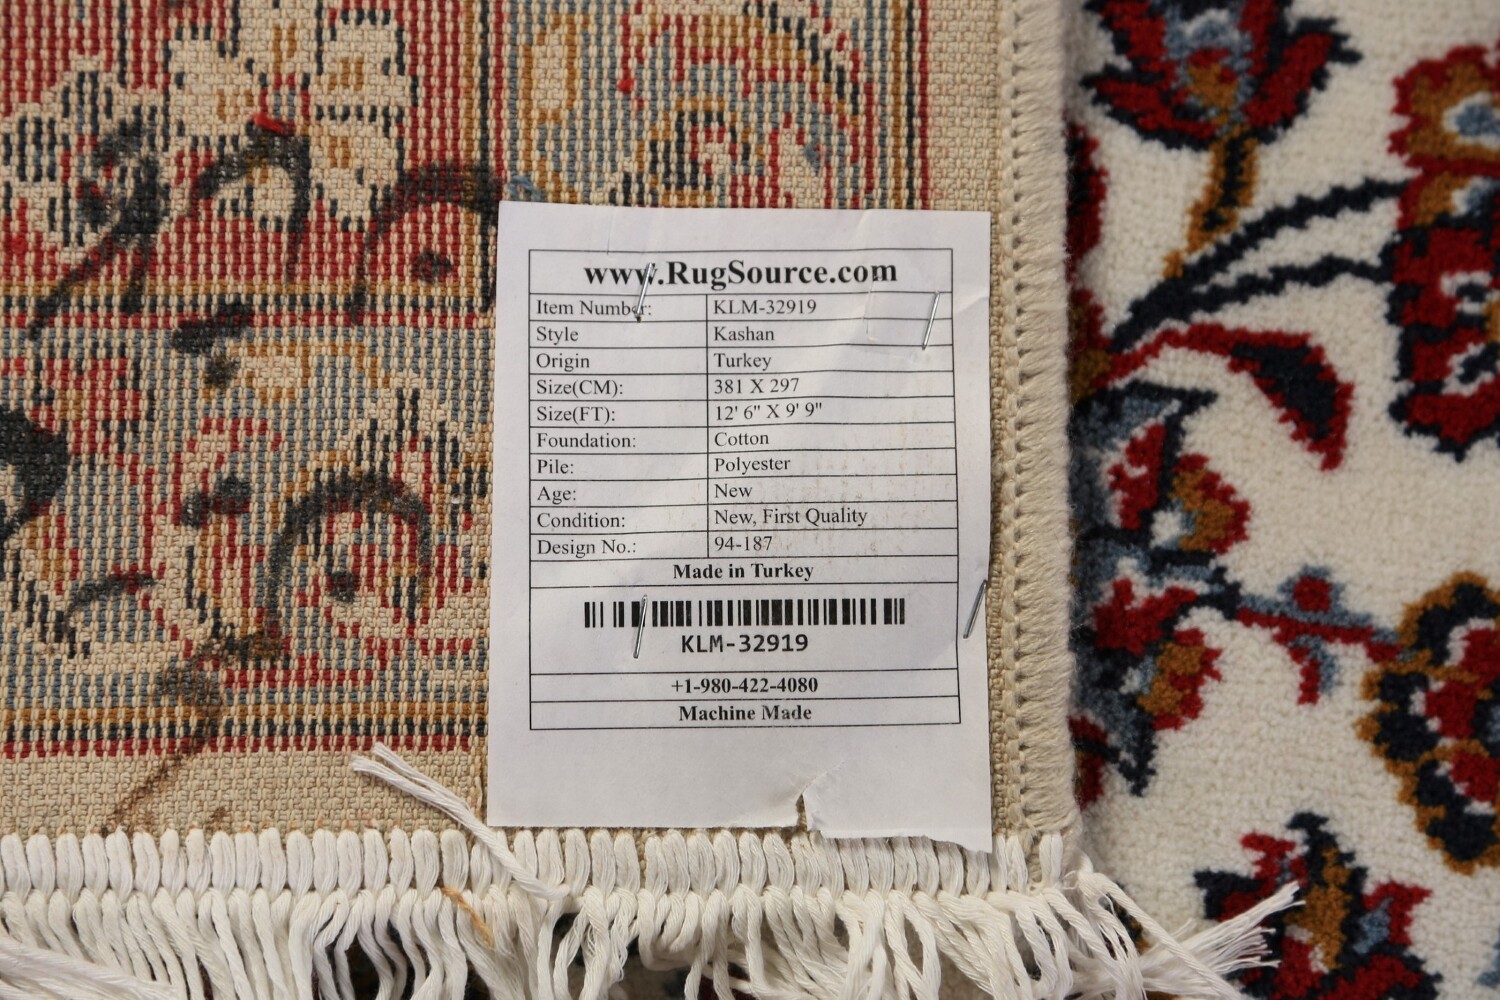 www.RugSource.com
Item Number: KLM-32919
Style Kashan
Origin Turkey
Size(CM): 381 X 297
Size(FT): 12' 6" X 9' 9"
Foundation: Cotton
Pile: Polyester
Age: New
Condition: New, First Quality
Design No.: 94-187
Made in Turkey
KLM-32919
+1-980-422-4080
Machine Made